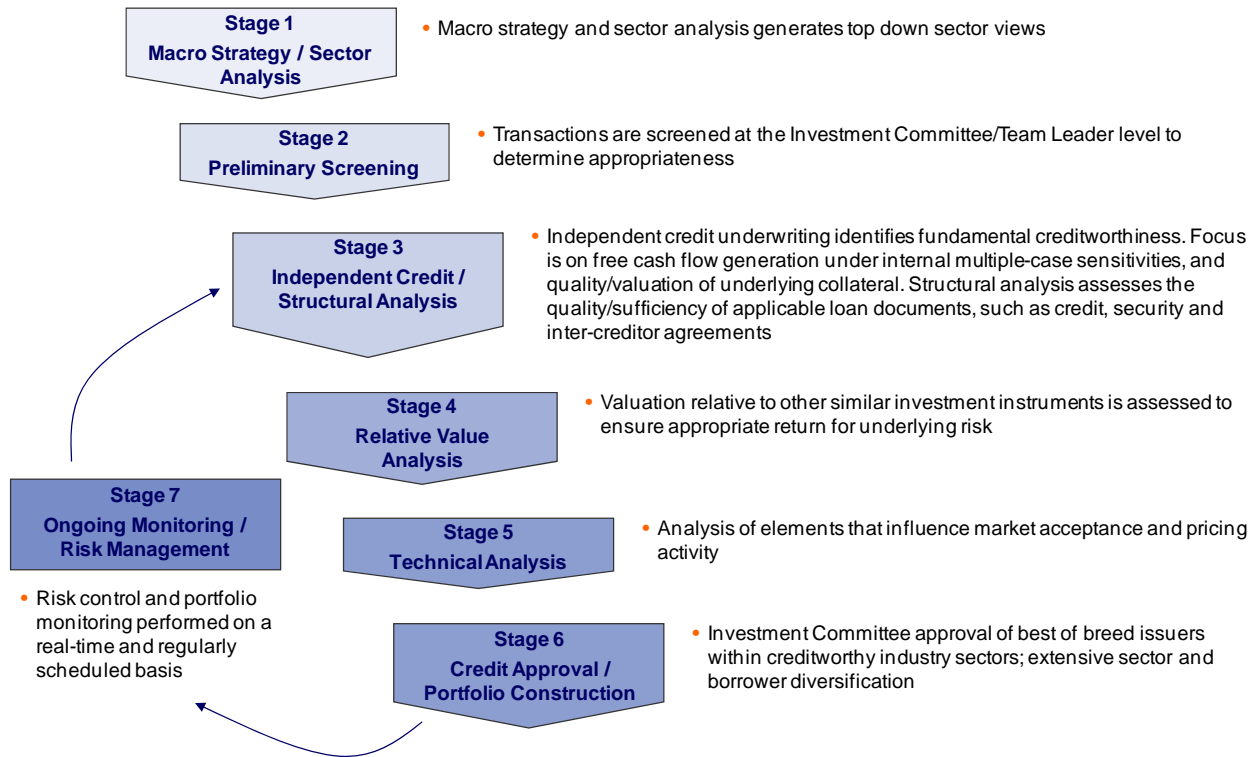 Stage 1
Macro Strategy / Sector
Analysis
• Macro strategy and sector analysis generates top down sector views
Stage 2
Preliminary Screening
• Transactions are screened at the Investment Committee/Team Leader level to
determine appropriateness
Stage 3
Independent Credit /
Structural Analysis
• Independent credit underwriting identifies fundamental creditworthiness. Focus
is on free cash flow generation under internal multiple-case sensitivities, and
quality/valuation of underlying collateral. Structural analysis assesses the
quality/sufficiency of applicable loan documents, such as credit, security and
inter-creditor agreements
Stage 4
Relative Value
Analysis
• Valuation relative to other similar investment instruments is assessed to
ensure appropriate return for underlying risk
Stage 5
Technical Analysis
• Analysis of elements that influence market acceptance and pricing
activity
Stage 6
Credit Approval /
Portfolio Construction
• Investment Committee approval of best of breed issuers
within creditworthy industry sectors; extensive sector and
borrower diversification
Stage 7
Ongoing Monitoring /
Risk Management
• Risk control and portfolio
monitoring performed on a
real-time and regularly
scheduled basis